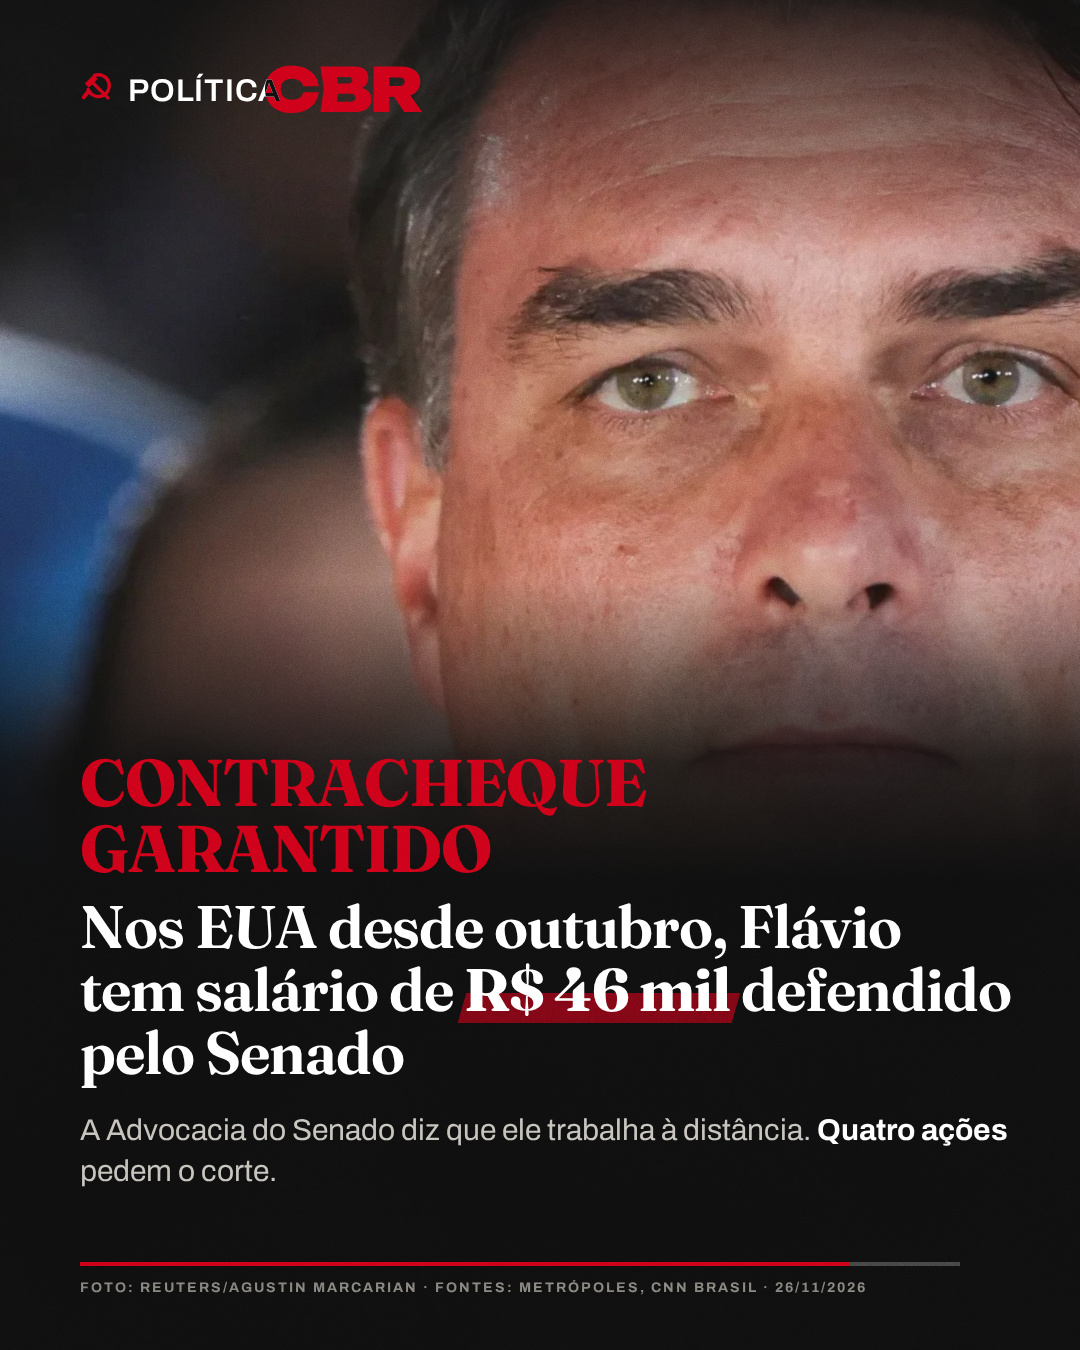 POLÍTICA CBR
CONTRACHEQUE
GARANTIDO
Nos EUA desde outubro, Flávio
tem salário de R$ 46 mil defendido
pelo Senado
A Advocacia do Senado diz que ele trabalha à distância. Quatro ações
pedem o corte.
FOTO: REUTERS/AGUSTIN MARCARIAN · FONTES: METRÓPOLES, CNN BRASIL · 26/11/2026